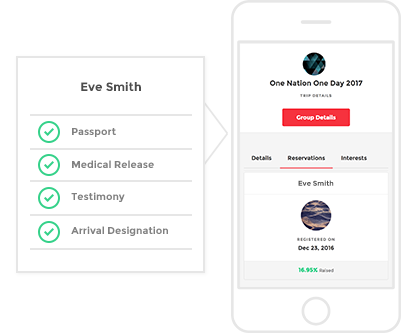 Eve Smith
Passport
Medical Release
Testimony
Arrival Designation
One Nation One Day 2017
TRIP DETAILS
Group Details
Details Reservations Interests
Eve Smith
REGISTERED ON
Dec 23, 2016
16.95% Raised